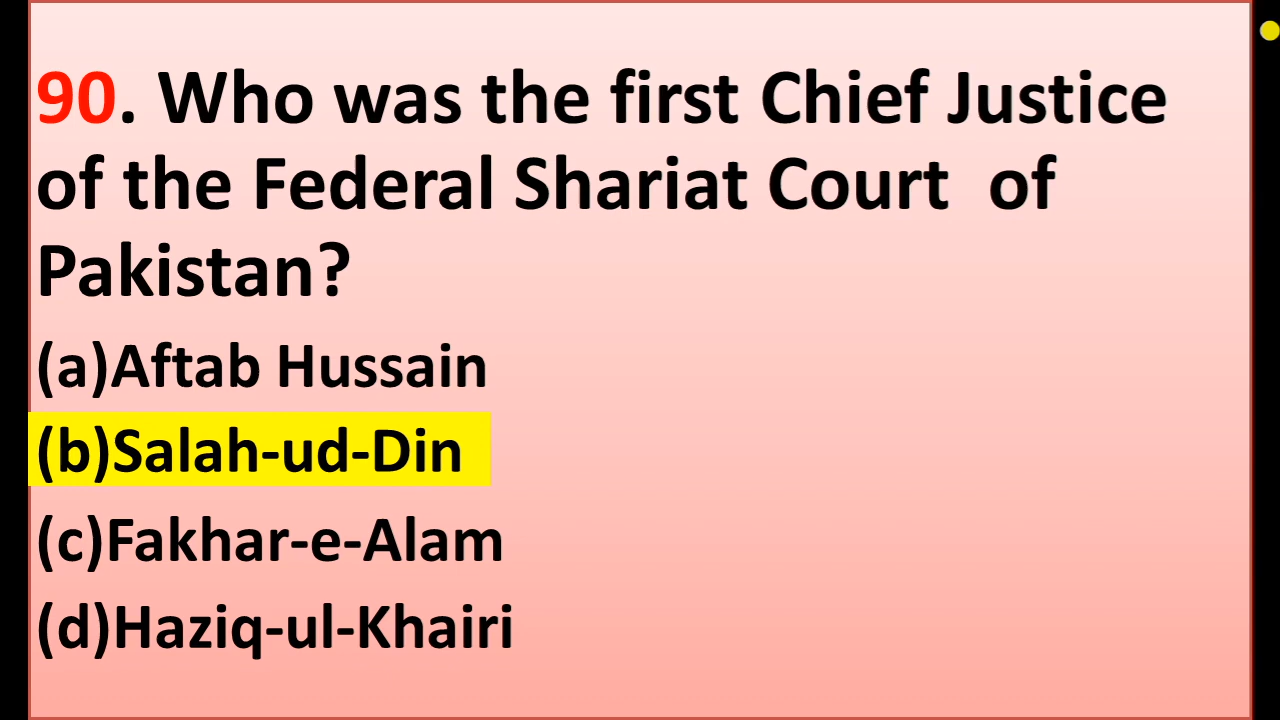 90. Who was the first Chief Justice
of the Federal Shariat Court  of
Pakistan?
(a)Aftab Hussain
(b)Salah-ud-Din
(c)Fakhar-e-Alam
(d)Haziq-ul-Khairi